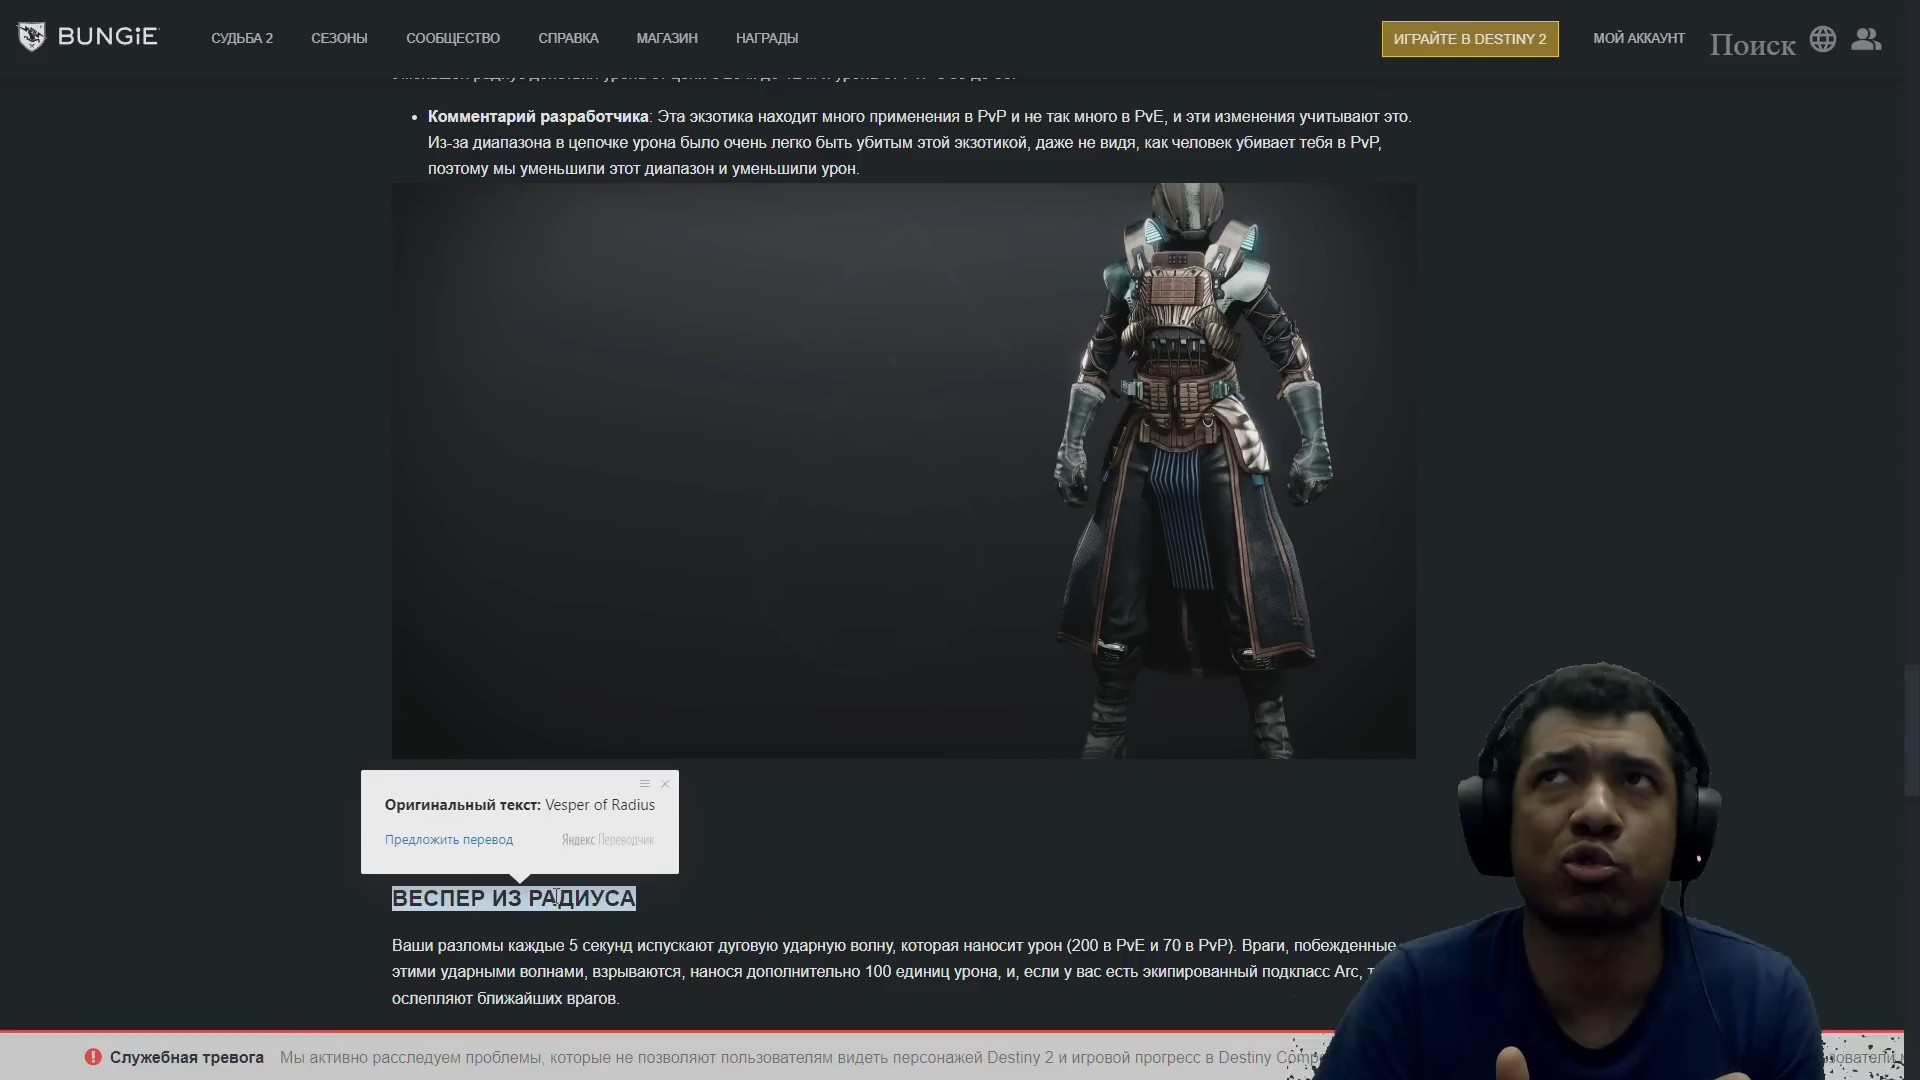 BUNGiE
СУДЬБА 2 СЕЗОНЫ СООБЩЕСТВО СПРАВКА МАГАЗИН НАГРАДЫ ИГРАЙТЕ В DESTINY 2 МОЙ АККАУНТ Поиск
Комментарий разработчика: Эта экзотика находит много применения в PvP и не так много в PvE, и эти изменения учитывают это.
Из-за диапазона в цепочке урона было очень легко быть убитым этой экзотикой, даже не видя, как человек убивает тебя в PvP,
поэтому мы уменьшили этот диапазон и уменьшили урон.
Оригинальный текст: Vesper of Radius
Предложить перевод Яндекс Переводчик
ВЕСПЕР ИЗ РАДИУСА
Ваши разломы каждые 5 секунд испускают дуговую ударную волну, которая наносит урон (200 в PvE и 70 в PvP). Враги, побежденные
этими ударными волнами, взрываются, нанося дополнительно 100 единиц урона, и, если у вас есть экипированный подкласс Arc,
ослепляют ближайших врагов.
Служебная тревога Мы активно расследуем проблемы, которые не позволяют пользователям видеть персонажей Destiny 2 и игровой прогресс в Destiny